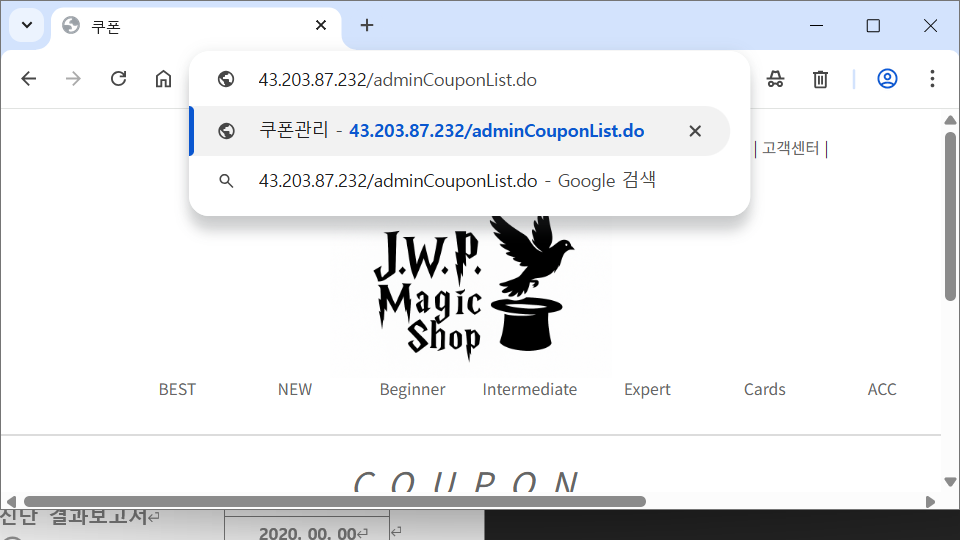 쿠폰
43.203.87.232/adminCouponList.do
쿠폰관리 - 43.203.87.232/adminCouponList.do
43.203.87.232/adminCouponList.do - Google 검색
| 고객센터 |
J.W.P.
Magic
Shop
BEST NEW Beginner Intermediate Expert Cards ACC
COUPON
진단 결과보고서
2020. 00. 00